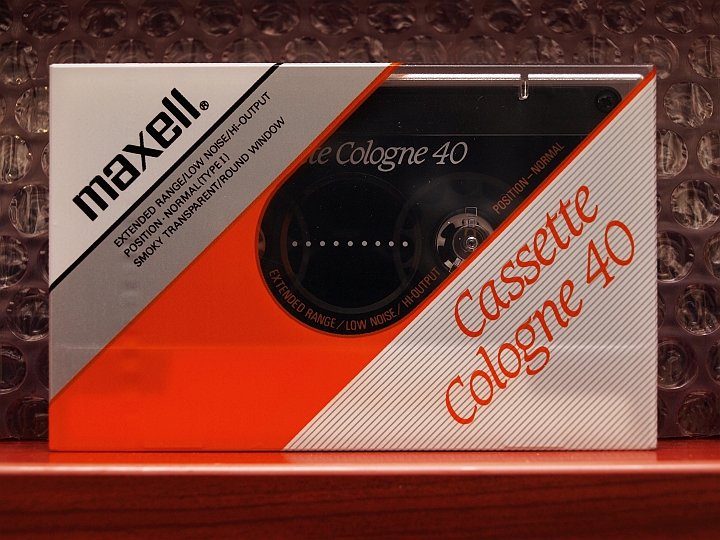 maxell®
EXTENDED RANGE/LOW NOISE/HI-OUTPUT
POSITION-NORMAL (TYPE I)
SMOKY TRANSPARENT/ROUND WINDOW
te Cologne 40
POSITION-NORMAL
EXTENDED RANGE/LOW NOISE/HI-OUTPUT
Cassette
Cologne 40